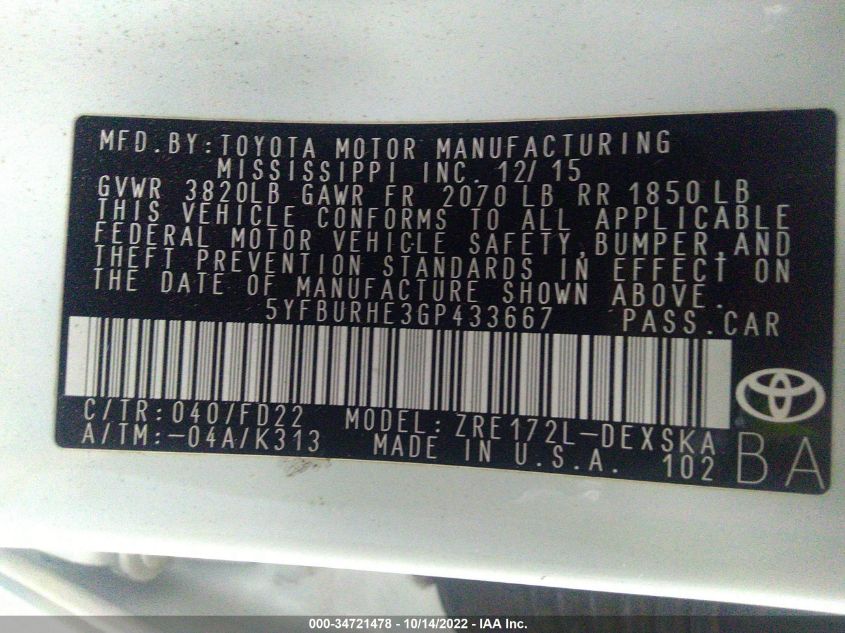 MFD.BY:TOYOTA MOTOR MANUFACTURING
MISSISSIPPI INC. 12/15
GVWR 3820LB GAWR FR 2070 LB RR 1850 LB
THIS VEHICLE CONFORMS TO ALL APPLICABLE
FEDERAL MOTOR VEHICLE SAFETY,BUMPER,AND
THEFT PREVENTION STANDARDS IN EFFECT ON
THE DATE OF MANUFACTURE SHOWN ABOVE.
5YFBURHE3GP433667 PASS.CAR
C/TR:040/FD22 MODEL:ZRE172L-DEXSKA
A/TM:-04A/K313 MADE IN U.S.A. 102
BA
000-34721478 - 10/14/2022 - IAA Inc.